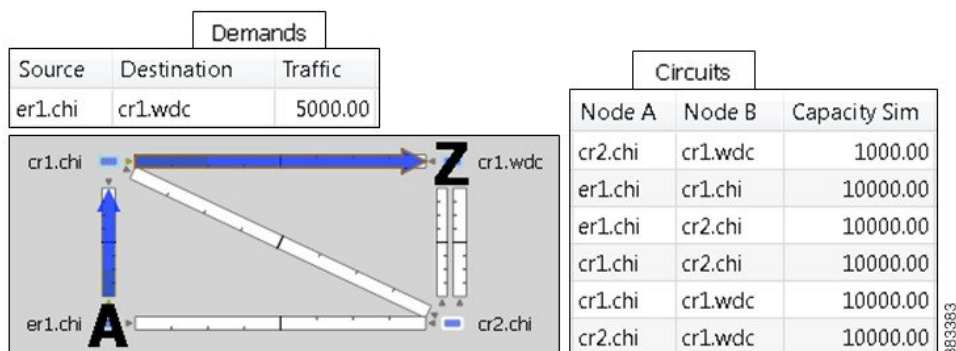 Demands
Source Destination Traffic
er1.chi cr1.wdc 5000.00
cr1.chi
Z
cr1.wdc
er1.chi
A
cr2.chi
Circuits
Node A Node B Capacity Sim
cr2.chi cr1.wdc 1000.00
er1.chi cr1.chi 10000.00
er1.chi cr2.chi 10000.00
cr1.chi cr2.chi 10000.00
cr1.chi cr1.wdc 10000.00
cr2.chi cr1.wdc 10000.00